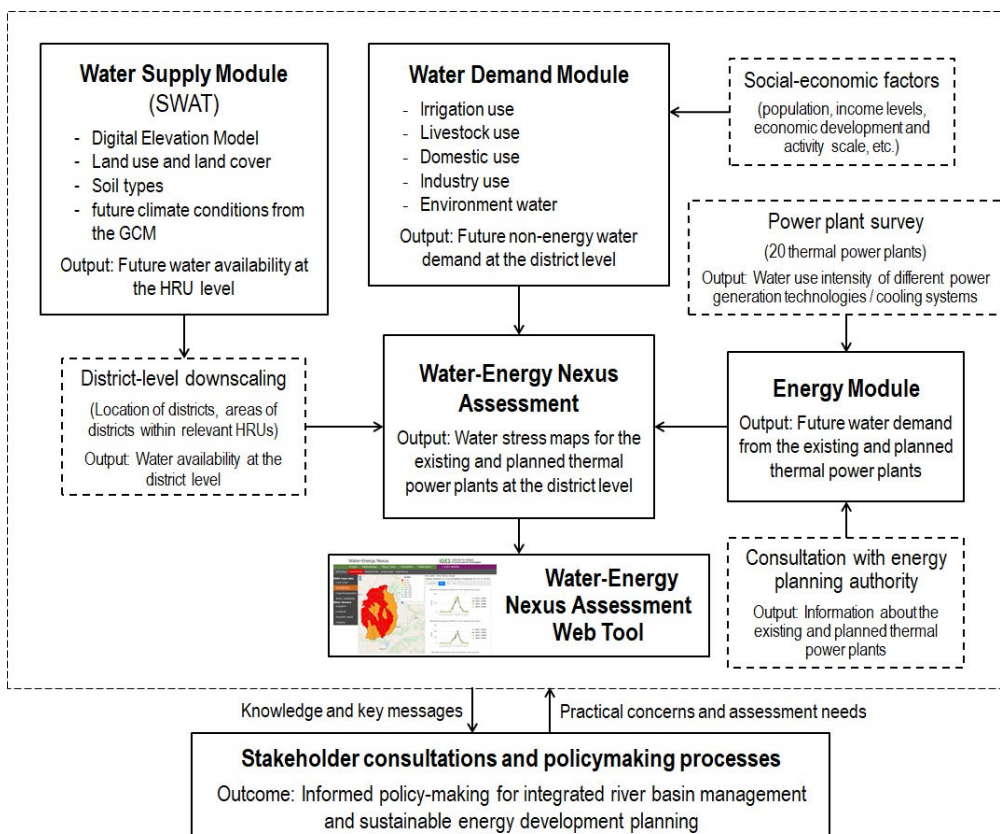 Water Supply Module
(SWAT)
- Digital Elevation Model
- Land use and land cover
- Soil types
- future climate conditions from
the GCM
Output: Future water availability at
the HRU level
Water Demand Module
- Irrigation use
- Livestock use
- Domestic use
- Industry use
- Environment water
Output: Future non-energy water
demand at the district level
Social-economic factors
(population, income levels,
economic development and
activity scale, etc.)
Power plant survey
(20 thermal power plants)
Output: Water use intensity of different power
generation technologies / cooling systems
District-level downscaling
(Location of districts, areas of
districts within relevant HRUs)
Output: Water availability at the
district level
Water-Energy Nexus
Assessment
Output: Water stress maps for the
existing and planned thermal
power plants at the district level
Energy Module
Output: Future water demand
from the existing and planned
thermal power plants
Water-Energy Nexus
IGES
Water-Energy
Nexus Assessment
Web Tool
Consultation with energy
planning authority
Output: Information about the
existing and planned thermal
power plants
Knowledge and key messages
Practical concerns and assessment needs
Stakeholder consultations and policymaking processes
Outcome: Informed policy-making for integrated river basin management
and sustainable energy development planning